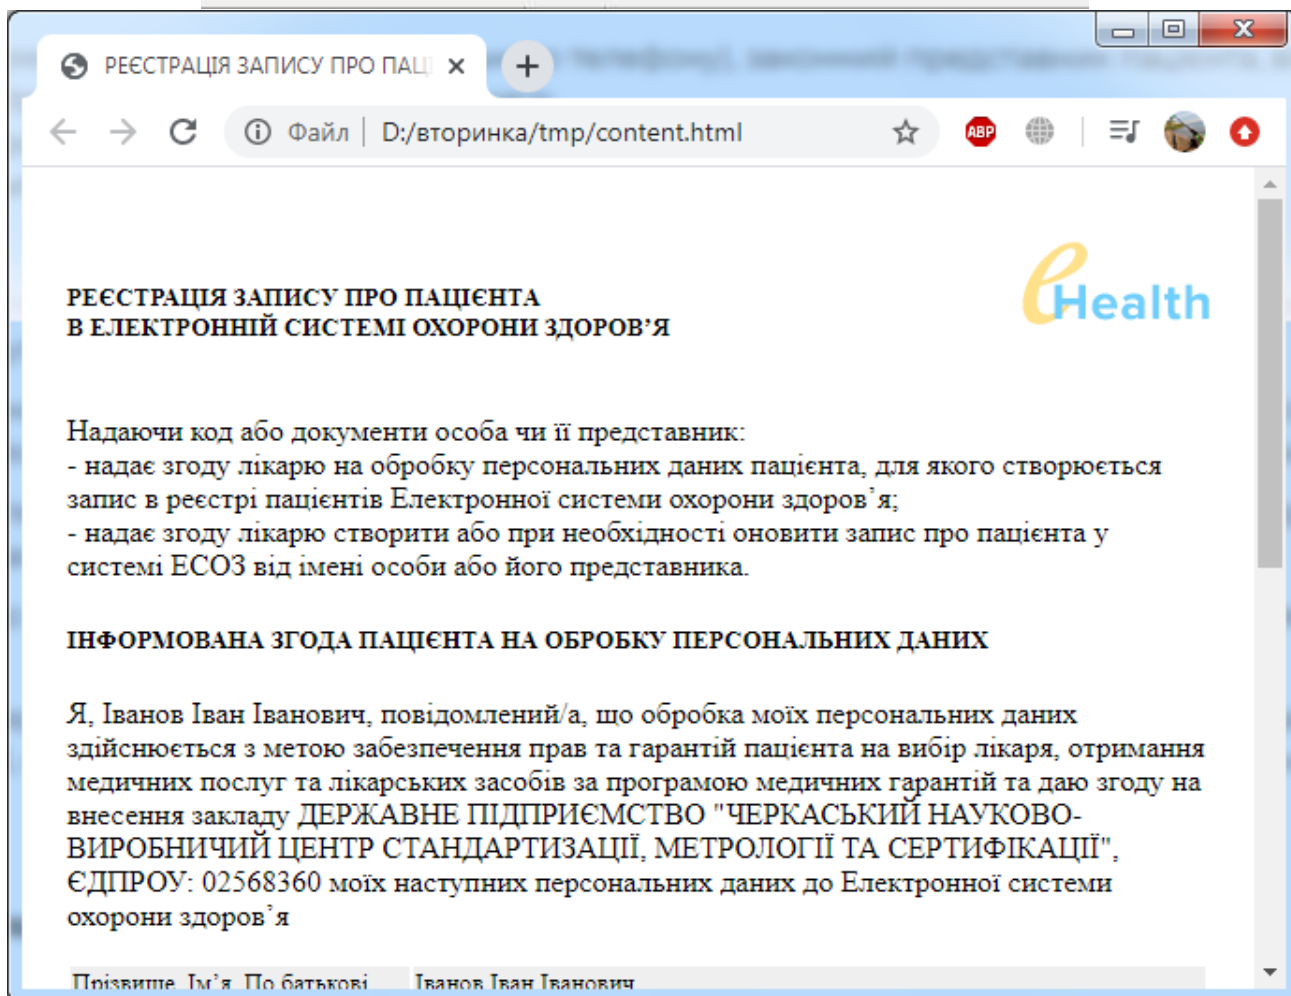 РЕЄСТРАЦІЯ ЗАПИСУ ПРО ПАЦ
Файл | D:/вторинка/tmp/content.html
ABP
eHealth
РЕЄСТРАЦІЯ ЗАПИСУ ПРО ПАЦІЄНТА
В ЕЛЕКТРОННІЙ СИСТЕМІ ОХОРОНИ ЗДОРОВ’Я
Надаючи код або документи особа чи її представник:
- надає згоду лікарю на обробку персональних даних пацієнта, для якого створюється
запис в реєстрі пацієнтів Електронної системи охорони здоров’я;
- надає згоду лікарю створити або при необхідності оновити запис про пацієнта у
системі ЕСОЗ від імені особи або його представника.
ІНФОРМОВАНА ЗГОДА ПАЦІЄНТА НА ОБРОБКУ ПЕРСОНАЛЬНИХ ДАНИХ
Я, Іванов Іван Іванович, повідомлений/а, що обробка моїх персональних даних
здійснюється з метою забезпечення прав та гарантій пацієнта на вибір лікаря, отримання
медичних послуг та лікарських засобів за програмою медичних гарантій та даю згоду на
внесення закладу ДЕРЖАВНЕ ПІДПРИЄМСТВО "ЧЕРКАСЬКИЙ НАУКОВО-
ВИРОБНИЧИЙ ЦЕНТР СТАНДАРТИЗАЦІЇ, МЕТРОЛОГІЇ ТА СЕРТИФІКАЦІЇ",
ЄДПРОУ: 02568360 моїх наступних персональних даних до Електронної системи
охорони здоров’я
Прізвище, Ім’я, По батькові Іванов Іван Іванович